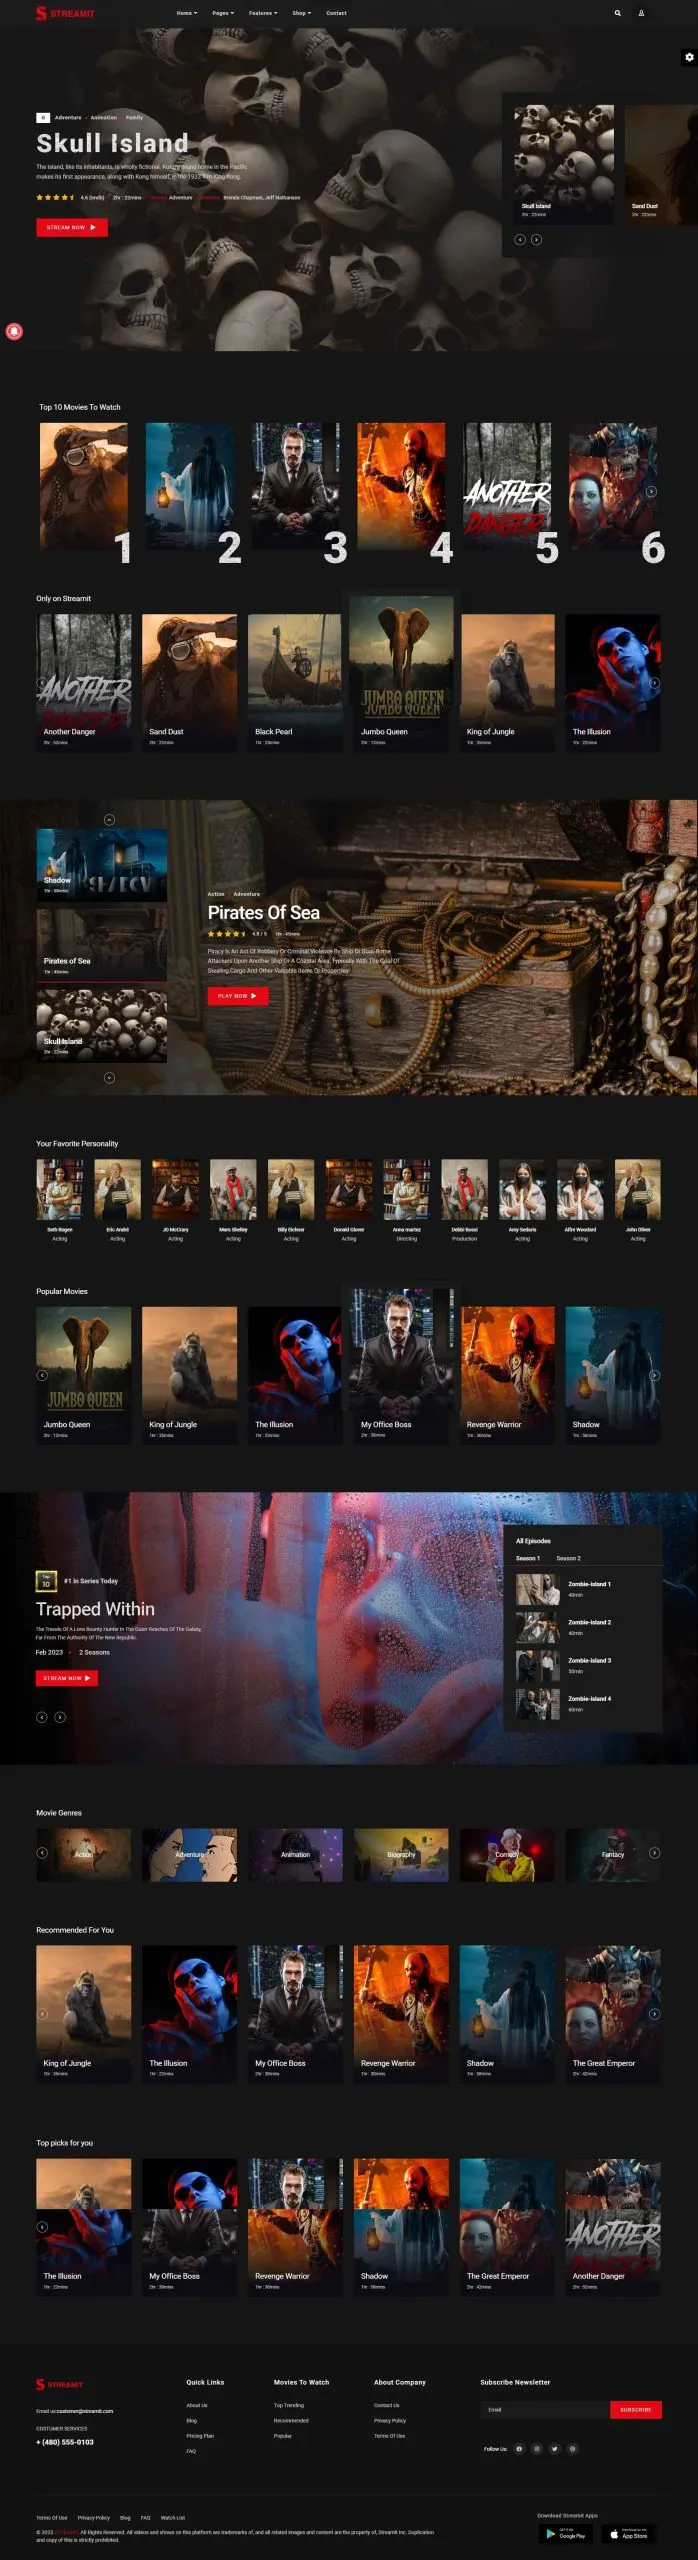 STREAMIT
Home Pages Features Shop Contact
G Adventure Animation Family
Skull Island
The island, like its inhabitants, is wholly fictional. Kong's island home in the Pacific
makes its first appearance, along with Kong himself, in the 1933 film King Kong.
4.6 (Imdb) 2hr : 22mins Adventure Brenda Chapman, Jeff Nathanson
STREAM NOW
Skull Island
2hr : 22mins
Sand Dust
2hr : 22mins
Top 10 Movies To Watch
1 2 3 4 5 6
ANOTHER
DANGER
Only on Streamit
ANOTHER
JUMBO QUEEN
Another Danger
2hr : 52mins
Sand Dust
2hr : 22mins
Black Pearl
1hr : 24mins
Jumbo Queen
2hr : 12mins
King of Jungle
1hr : 35mins
The Illusion
1hr : 22mins
Shadow
1hr : 58mins
Pirates of Sea
1hr : 45mins
Skull Island
2hr : 22mins
Action Adventure
Pirates Of Sea
4.8 / 5 1hr : 45mins
Piracy Is An Act Of Robbery Or Criminal Violence By Ship Or Boat-Borne
Attackers Upon Another Ship Or A Coastal Area, Typically With The Goal Of
Stealing Cargo And Other Valuable Items Or Properties
PLAY NOW
Your Favorite Personality
Seth Rogen
Acting
Eric André
Acting
JD McCrary
Acting
Mars Shelley
Acting
Billy Eichner
Acting
Donald Glover
Acting
Anna martez
Directing
Debbi Bossi
Production
Amy Sedaris
Acting
Alfre Woodard
Acting
John Oliver
Acting
Popular Movies
JUMBO QUEEN
Jumbo Queen
2hr : 12mins
King of Jungle
1hr : 35mins
The Illusion
1hr : 22mins
My Office Boss
2hr : 38mins
Revenge Warrior
1hr : 30mins
Shadow
1hr : 58mins
Top
10
#1 in Series Today
Trapped Within
The Travels Of A Lone Bounty Hunter In The Outer Reaches Of The Galaxy,
Far From The Authority Of The New Republic.
Feb 2023 2 Seasons
STREAM NOW
All Episodes
Season 1 Season 2
Zombie-island 1
40min
Zombie-island 2
40min
Zombie-island 3
50min
Zombie-island 4
60min
Movie Genres
Action Adventure Animation Biography Comedy Fantacy
Recommended For You
King of Jungle
1hr : 35mins
The Illusion
1hr : 22mins
My Office Boss
2hr : 38mins
Revenge Warrior
1hr : 30mins
Shadow
1hr : 58mins
The Great Emperor
2hr : 42mins
Top picks for you
ANOTHER
The Illusion
1hr : 22mins
My Office Boss
2hr : 38mins
Revenge Warrior
1hr : 30mins
Shadow
1hr : 58mins
The Great Emperor
2hr : 42mins
Another Danger
2hr : 52mins
STREAMIT
Email us:customer@streamit.com
COSTUMER SERVICES
+ (480) 555-0103
Quick Links
About Us
Blog
Pricing Plan
FAQ
Movies To Watch
Top Trending
Recommended
Popular
About Company
Contact Us
Privacy Policy
Terms Of Use
Subscribe Newsletter
Email SUBSCRIBE
Follow Us:
Terms Of Use Privacy-Policy Blog FAQ Watch List
© 2023 STREAMIT. All Rights Reserved. All videos and shows on this platform are trademarks of, and all related images and content are the property of, Streamit Inc. Duplication
and copy of this is strictly prohibited.
Download Streamit Apps
GET IT ON
Google Play
Download on the
App Store